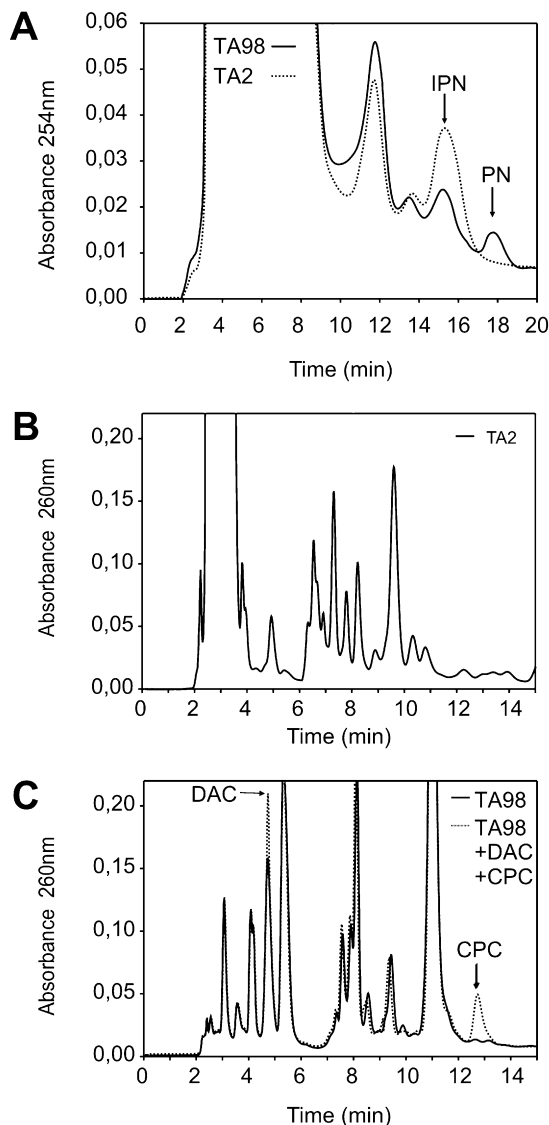 A
Absorbance 254nm
0,06
0,05
0,04
0,03
0,02
0,01
0,00
TA98
TA2
IPN
PN
0 2 4 6 8 10 12 14 16 18 20
Time (min)
B
Absorbance 260nm
0,20
0,15
0,10
0,05
0,00
TA2
0 2 4 6 8 10 12 14
Time (min)
C
Absorbance 260nm
0,20
0,15
0,10
0,05
0,00
DAC
TA98
TA98
+DAC
+CPC
CPC
0 2 4 6 8 10 12 14
Time (min)